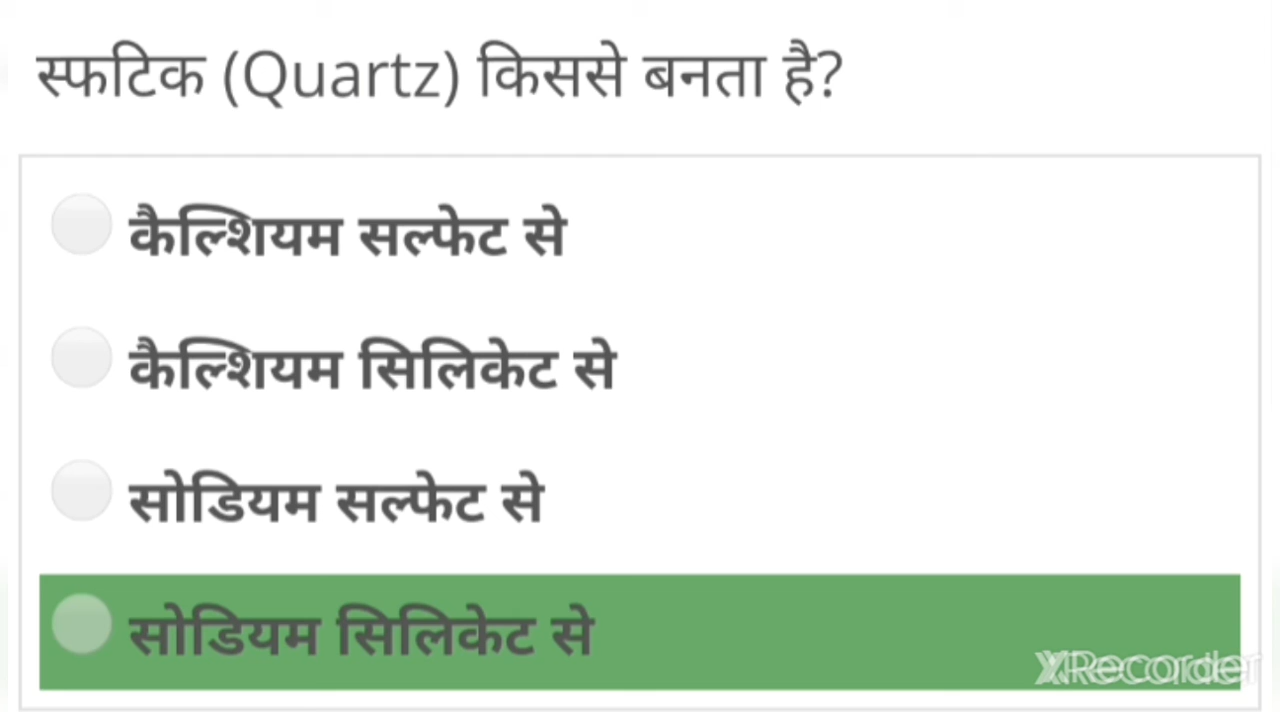 स्फटिक (Quartz) किससे बनता है?
कैल्शियम सल्फेट से
कैल्शियम सिलिकेट से
सोडियम सल्फेट से
सोडियम सिलिकेट से
XRecorder